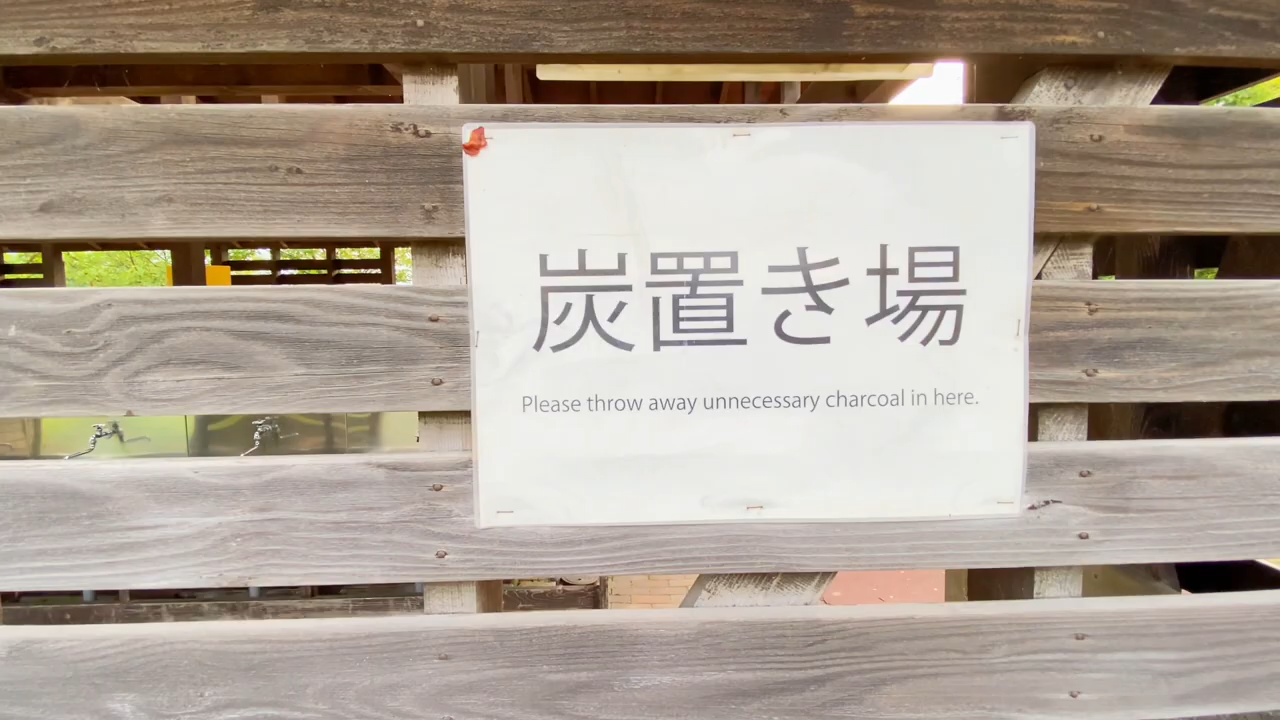 炭置き場
Please throw away unnecessary charcoal in here.